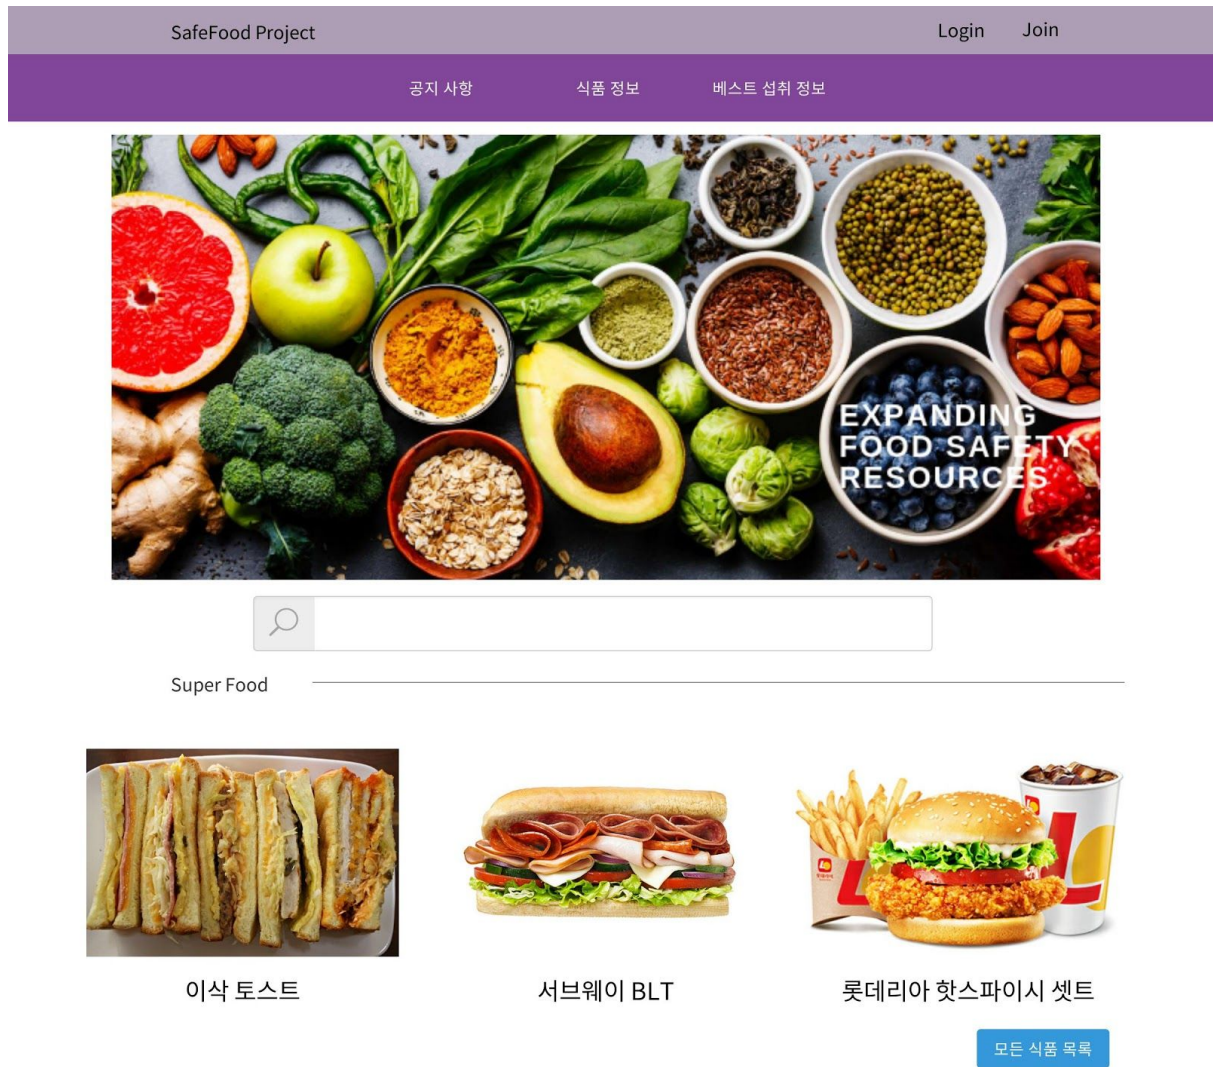 SafeFood Project
Login
Join
공지 사항
식품 정보
베스트 섭취 정보
EXPANDING
FOOD SAFETY
RESOURCES
Super Food
이삭 토스트
서브웨이 BLT
롯데리아 핫스파이시 셋트
모든 식품 목록